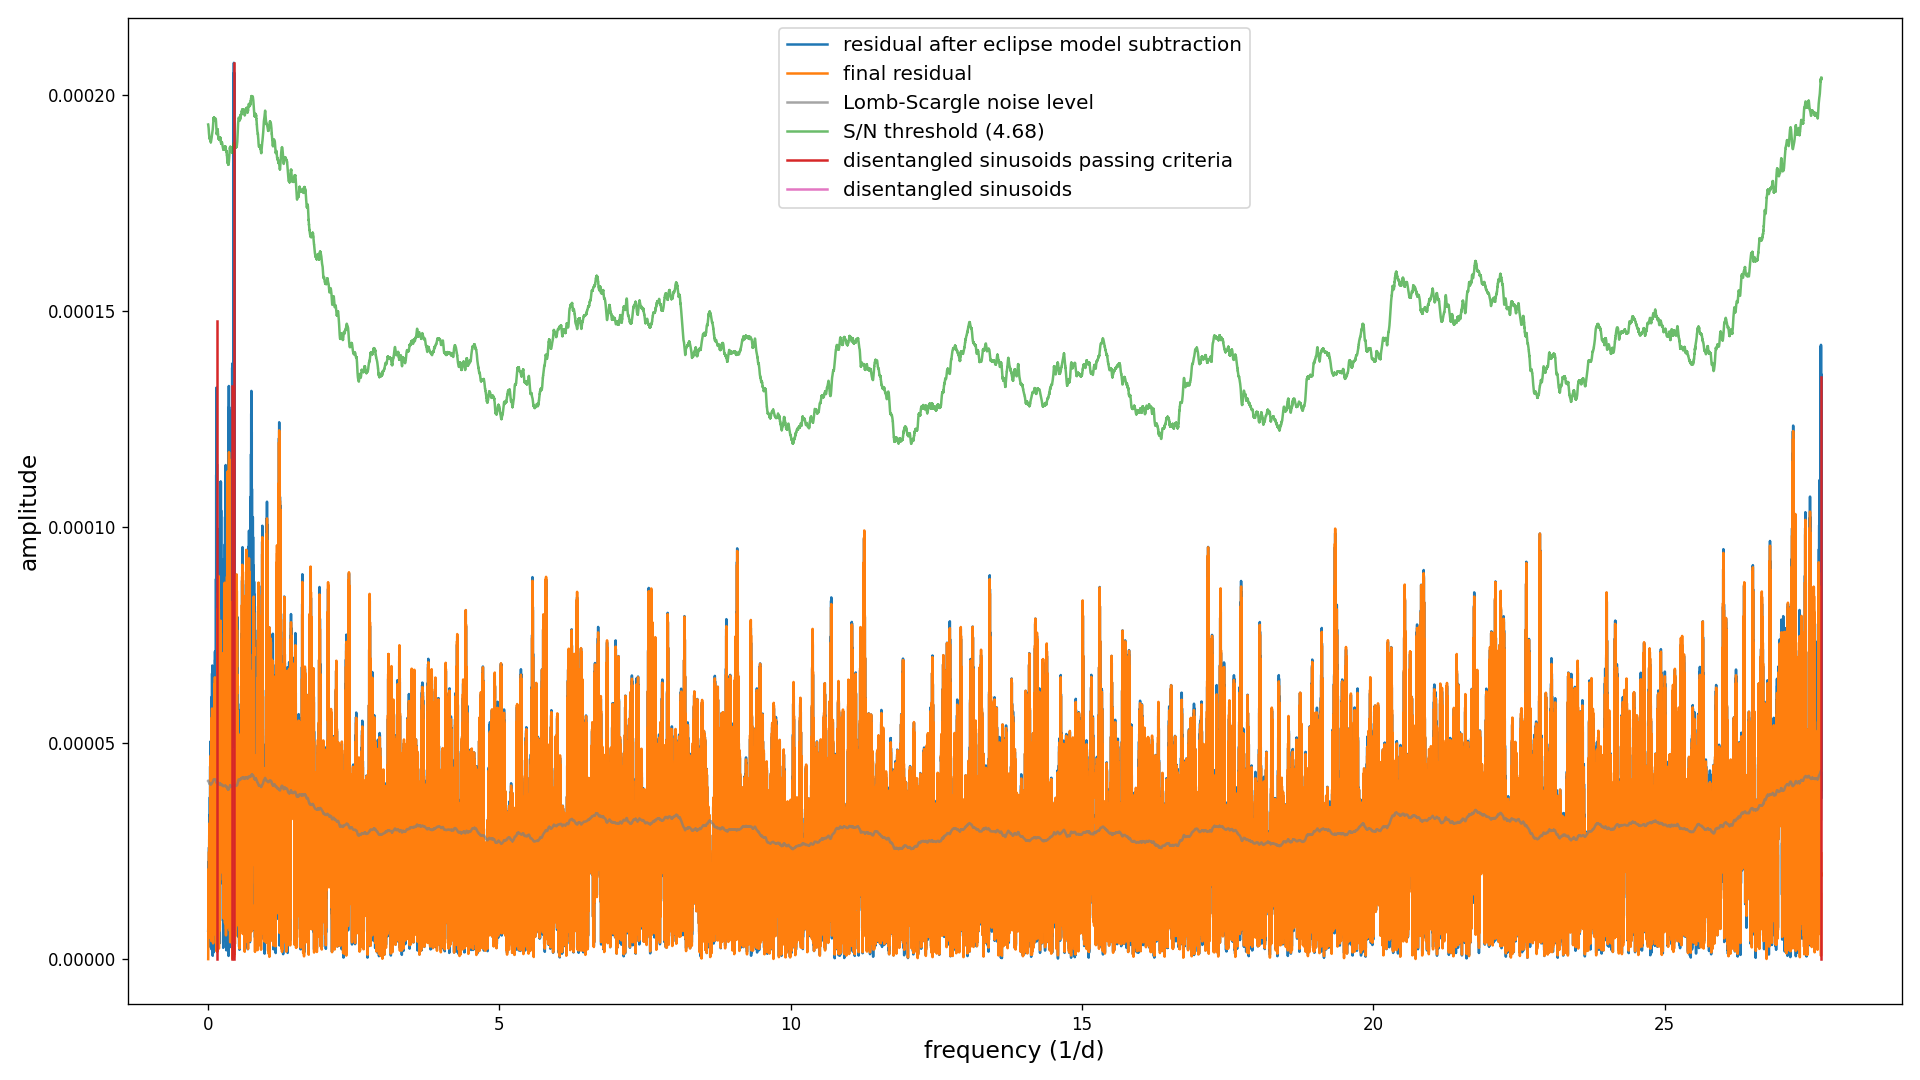 residual after eclipse model subtraction
final residual
Lomb-Scargle noise level
S/N threshold (4.68)
disentangled sinusoids passing criteria
disentangled sinusoids
0.00020
0.00015
0.00010
0.00005
0.00000
amplitude
0 5 10 15 20 25
frequency (1/d)